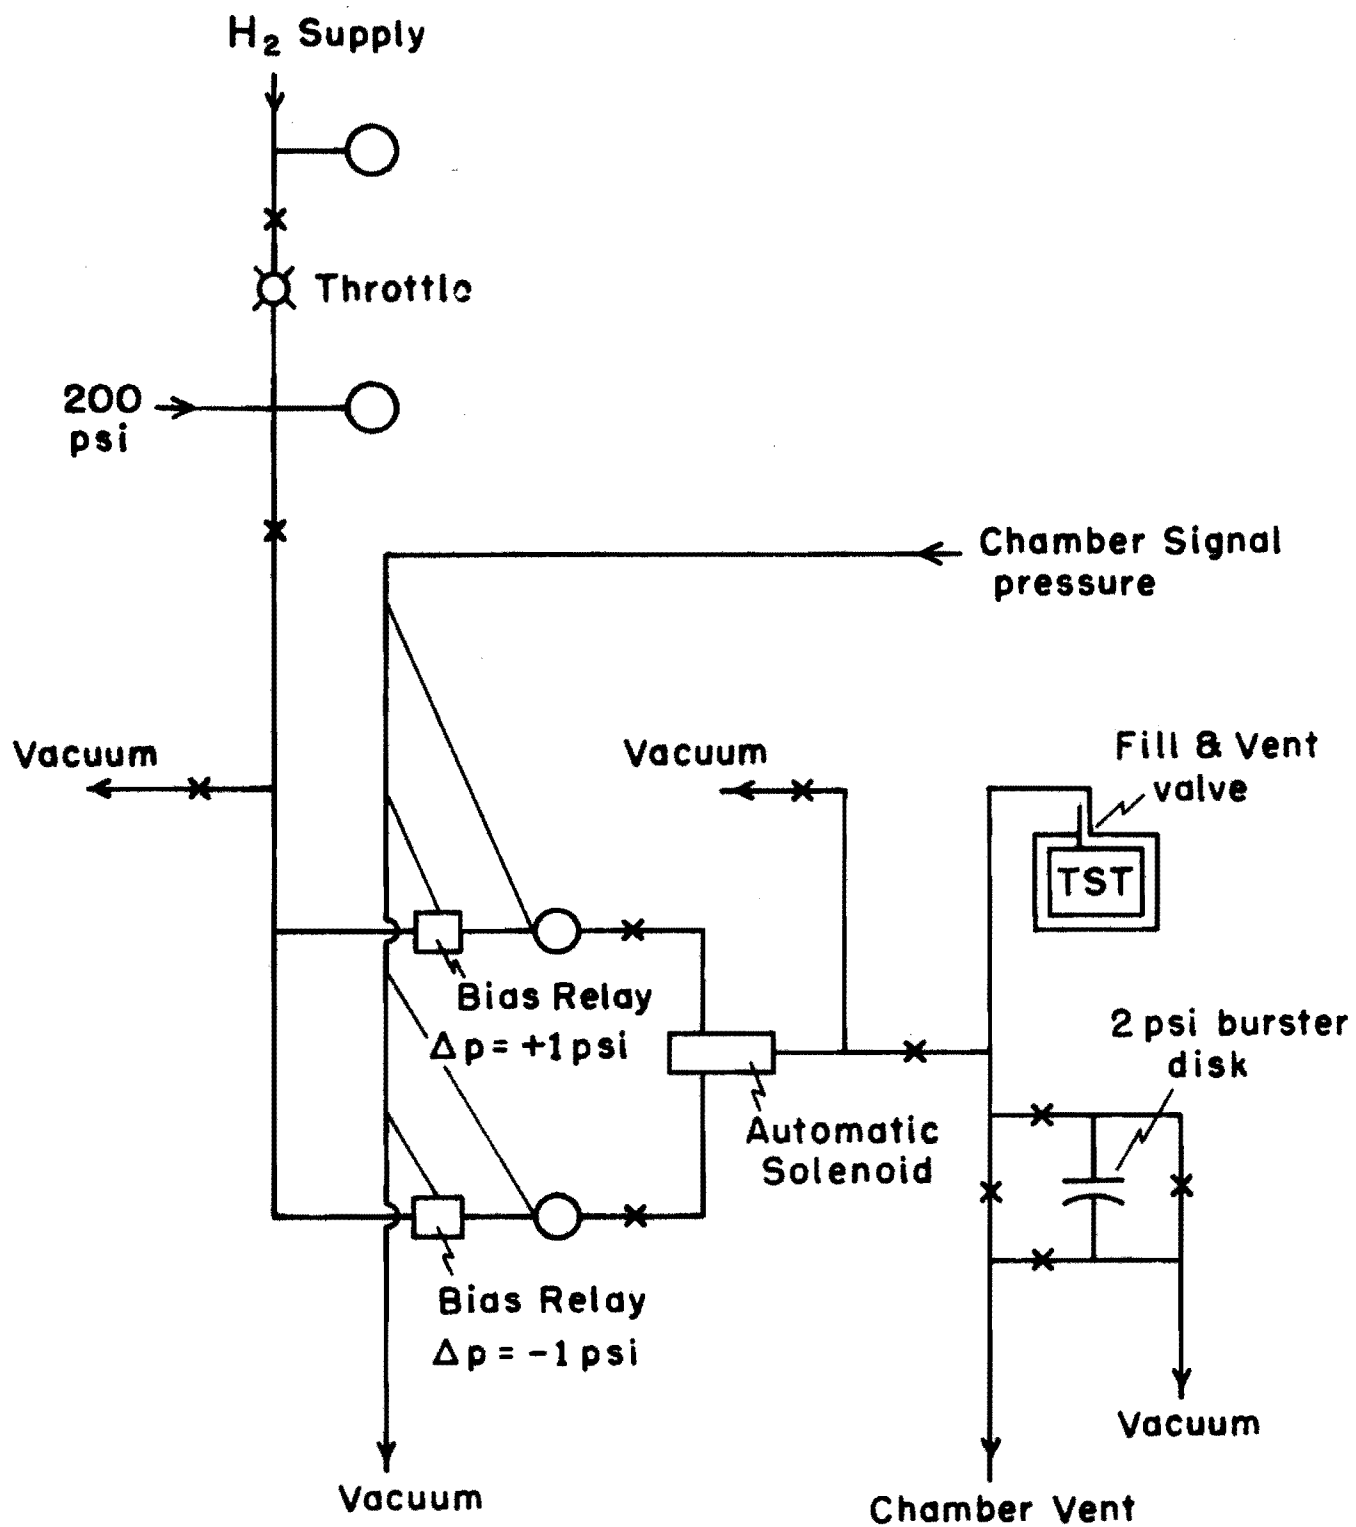 H₂ Supply
Throttle
200
psi
Chamber Signal
pressure
Vacuum
Vacuum
Fill & Vent
valve
TST
Bias Relay
Δp = +1 psi
2 psi burster
disk
Automatic
Solenoid
Bias Relay
Δp = -1 psi
Vacuum
Vacuum
Chamber Vent